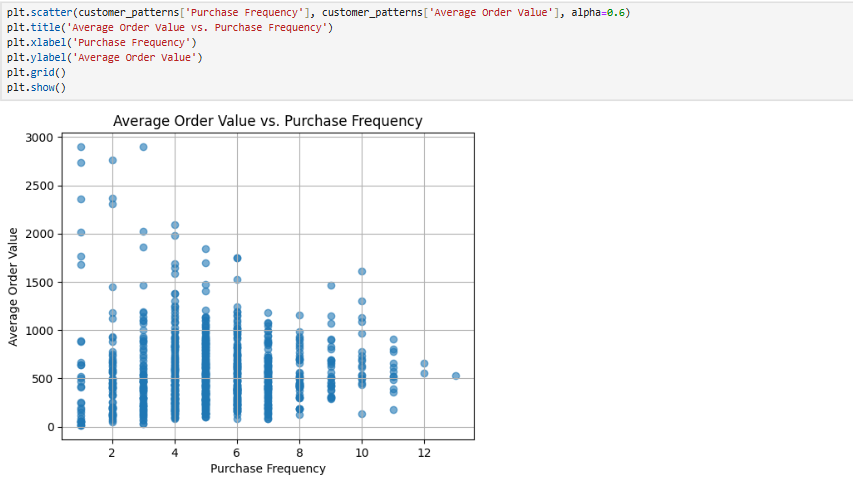 plt.scatter(customer_patterns['Purchase Frequency'], customer_patterns['Average Order Value'], alpha=0.6)
plt.title('Average Order Value vs. Purchase Frequency')
plt.xlabel('Purchase Frequency')
plt.ylabel('Average Order Value')
plt.grid()
plt.show()
Average Order Value vs. Purchase Frequency
3000
2500
2000
1500
1000
500
0
Average Order Value
2 4 6 8 10 12
Purchase Frequency